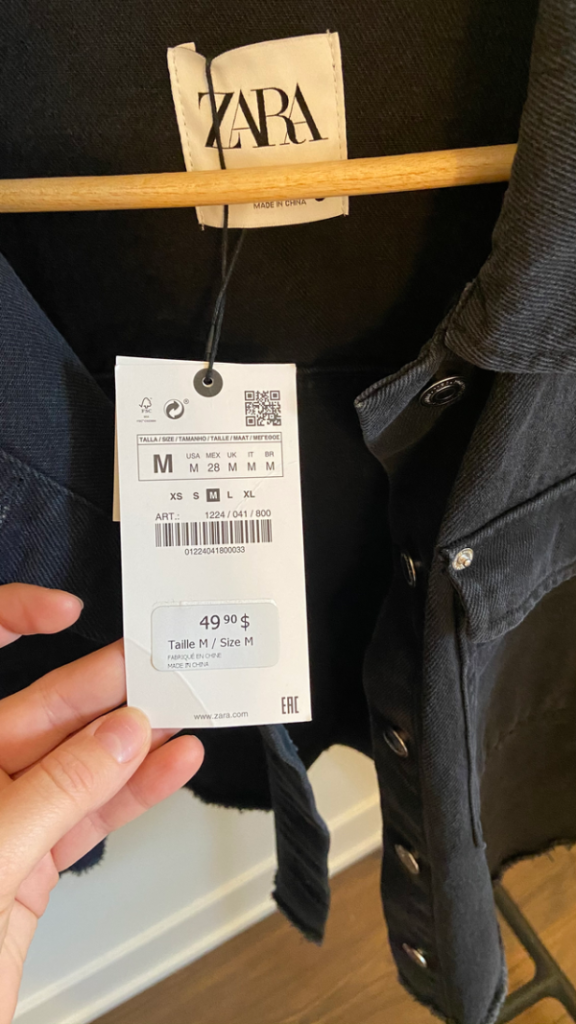 ZARA
MADE IN CHINA
FSC
TALLA / SIZE / TAMANHO / TAILLE / MAAT / МЕГЕӨОЕ
M
USA MEX UK IT BR
M 28 M M M
XS S M L XL
ART.: 1224 / 041 / 800
01224041800033
49 90 $
Taille M / Size M
FABRIQUÉ EN CHINE
MADE IN CHINA
www.zara.com
EAC